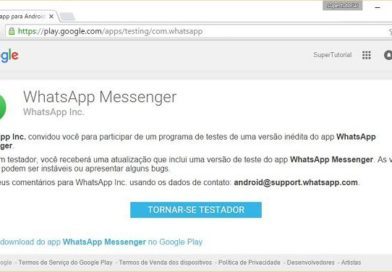 supertutorial
app para Android
https://play.google.com/apps/testing/com.whatsapp
gle
SuperTutorial
WhatsApp Messenger
WhatsApp Inc.
pp Inc. convidou você para participar de um programa de testes de uma versão inédita do app WhatsApp
ger.
m testador, você receberá uma atualização que inclui uma versão de teste do app WhatsApp Messenger. As v
podem ser instáveis ou apresentar alguns bugs.
eus comentários para WhatsApp Inc. usando os dados de contato: android@support.whatsapp.com.
TORNAR-SE TESTADOR
download do app WhatsApp Messenger no Google Play
ogle · Termos de Serviço do Google Play · Termos de Vendas dos dispositivos · Política de Privacidade · Desenvolvedores · Artistas